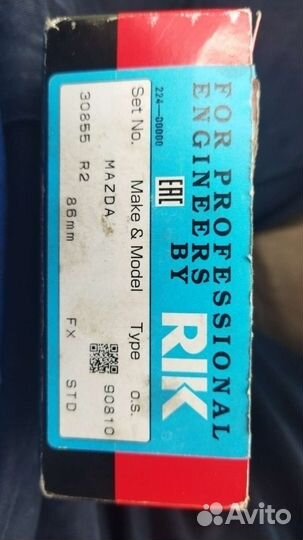 FOR PROFESSIONAL
ENGINEERS
BY
RIK
224-00000
EAC
Set No. Make & Model Type o.s.
MAZDA 90810
30855 R2 86mm FX STD
Avito